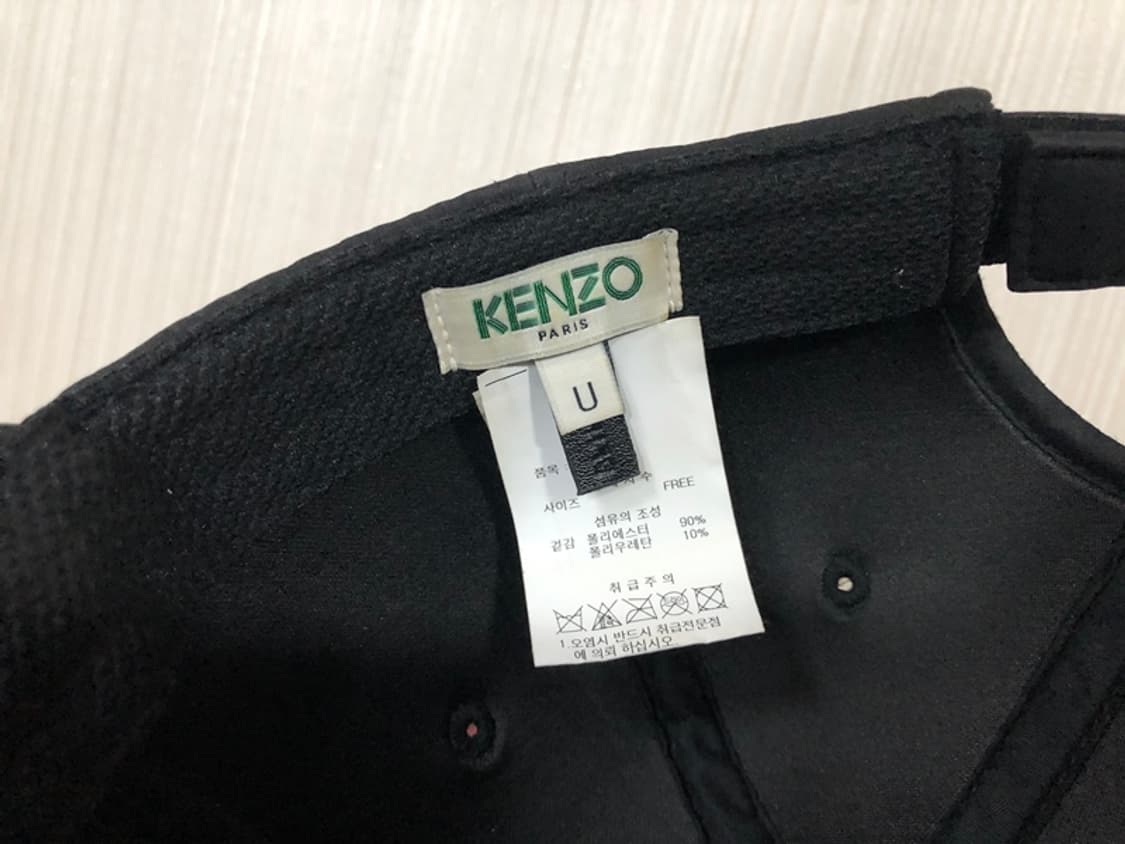 KENZO
PARIS
U
품목 :
수
사이즈 FREE
섬유의 조성
겉감 폴리에스터 90%
폴리우레탄 10%
취급주의
1.오염시 반드시 취급전문점
에 의뢰 하십시오